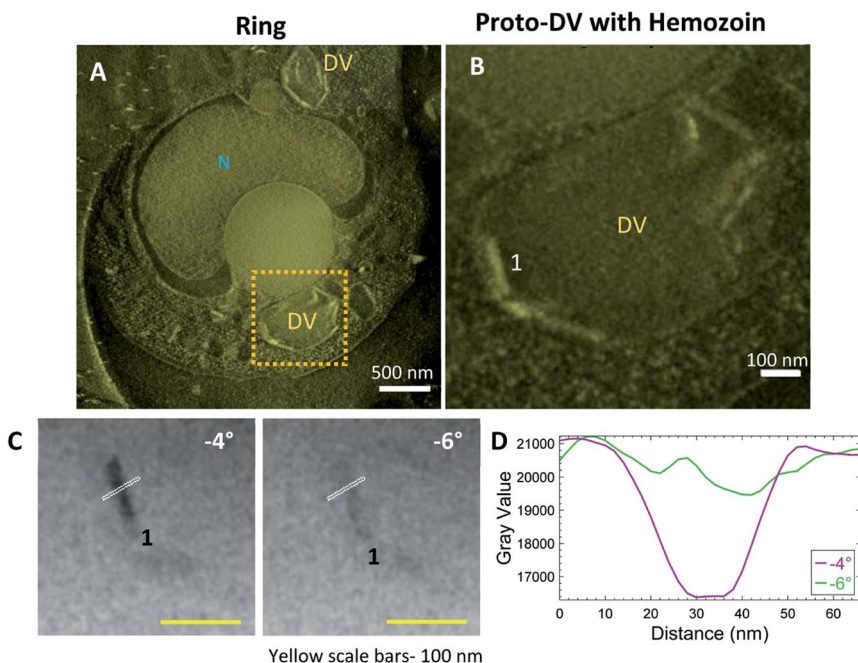 Ring
Proto-DV with Hemozoin
A
DV
N
DV
500 nm
B
DV
1
100 nm
C
-4°
1
-6°
1
Yellow scale bars- 100 nm
D
Gray Value
21000
20000
19000
18000
17000
0 10 20 30 40 50 60
Distance (nm)
-4°
-6°